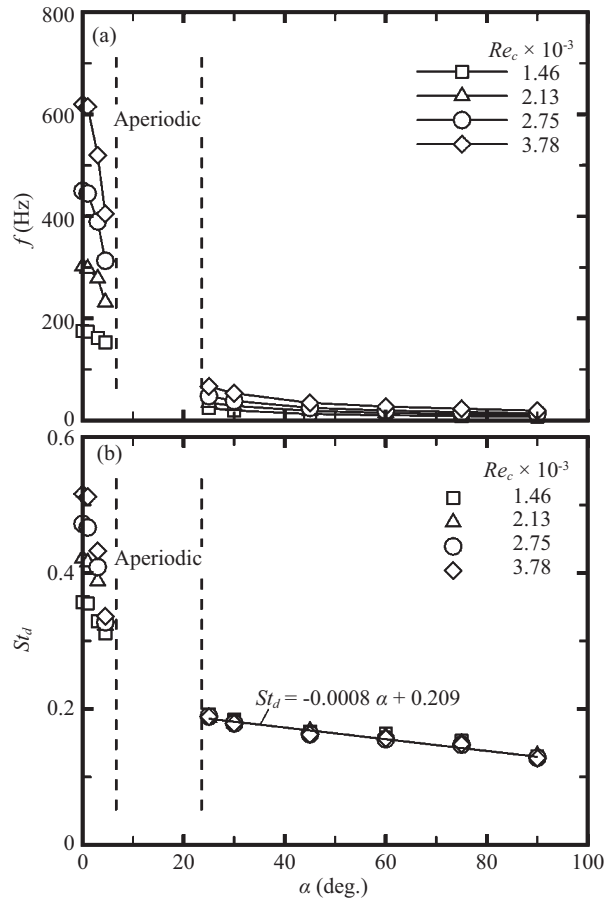 (a)
800
600
400
200
0
f (Hz)
Aperiodic
Re_c × 10^-3
1.46
2.13
2.75
3.78
(b)
0.6
0.4
0.2
0
St_d
Aperiodic
Re_c × 10^-3
1.46
2.13
2.75
3.78
St_d = -0.0008 α + 0.209
0 20 40 60 80 100
α (deg.)